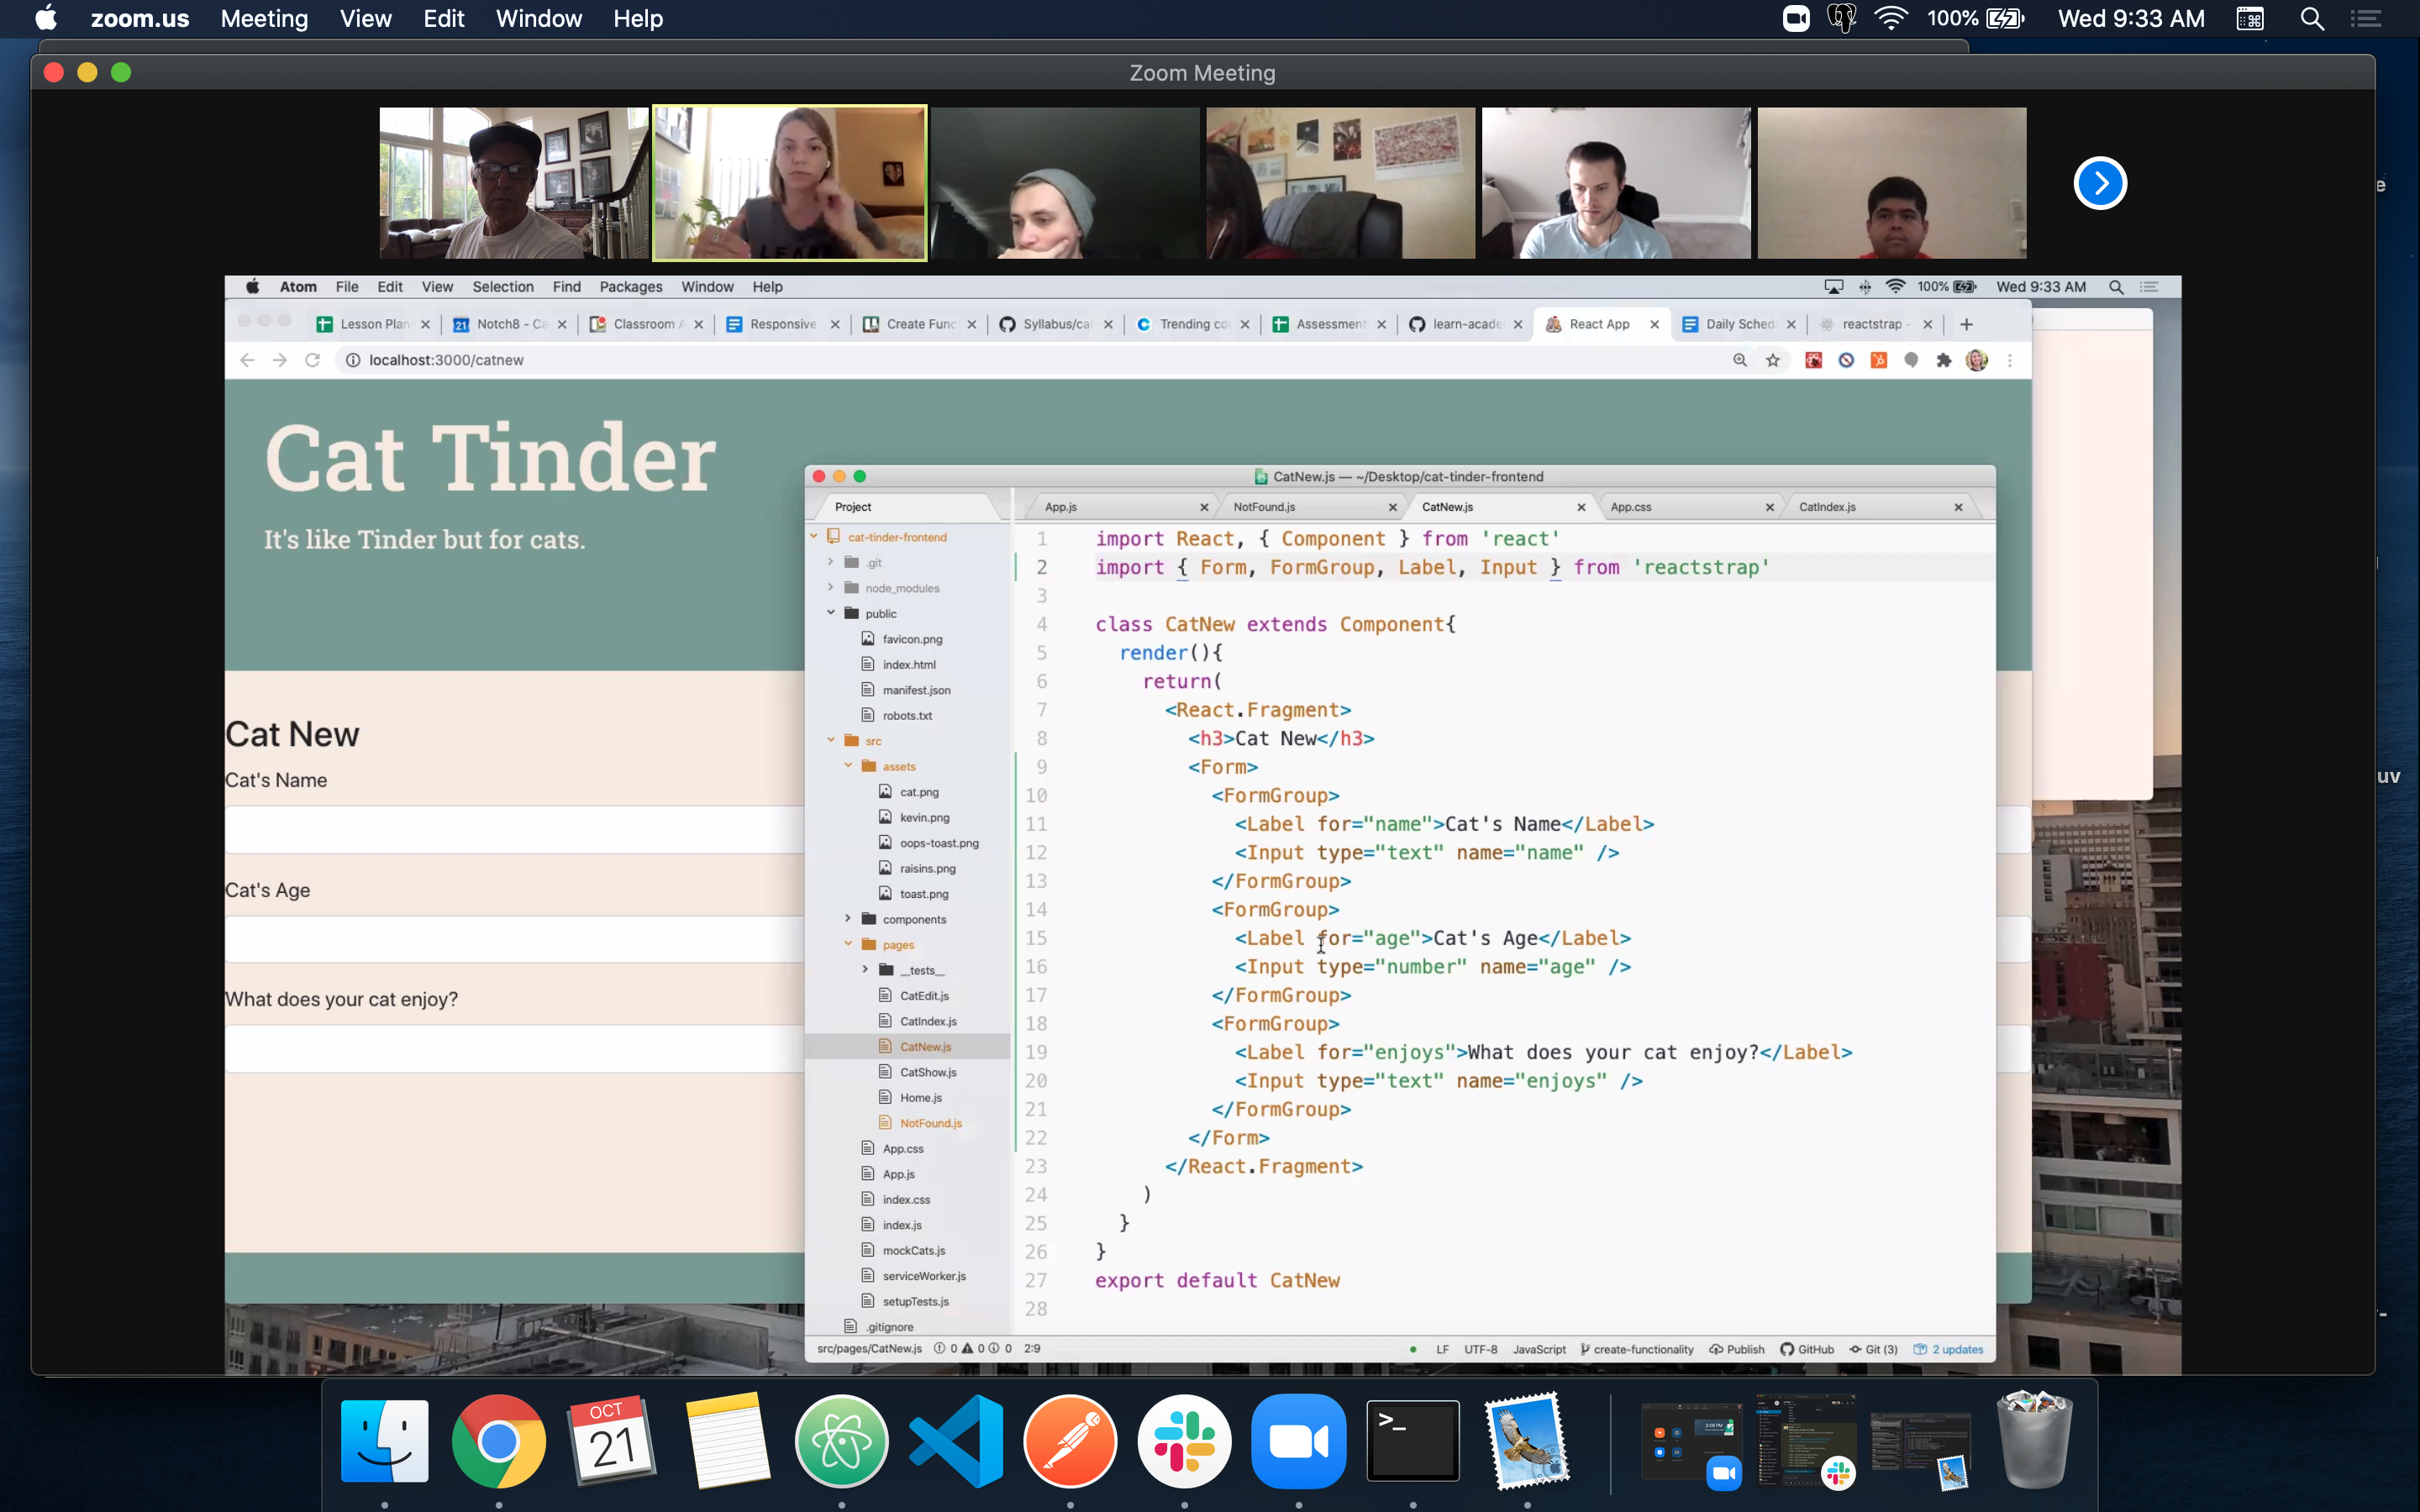 zoom.us Meeting View Edit Window Help 100% Wed 9:33 AM
Zoom Meeting
Atom File Edit View Selection Find Packages Window Help 100% Wed 9:33 AM
Lesson Plan Notch8 - Ca Classroom A Responsive Create Func Syllabus/cat Trending co Assessment learn-acade React App Daily Sched reactstrap -
localhost:3000/catnew
Cat Tinder
It's like Tinder but for cats.
Cat New
Cat's Name
Cat's Age
What does your cat enjoy?
CatNew.js — ~/Desktop/cat-tinder-frontend
Project
App.js NotFound.js CatNew.js App.css CatIndex.js
cat-tinder-frontend
.git
node_modules
public
favicon.png
index.html
manifest.json
robots.txt
src
assets
cat.png
kevin.png
oops-toast.png
raisins.png
toast.png
components
pages
__tests__
CatEdit.js
CatIndex.js
CatNew.js
CatShow.js
Home.js
NotFound.js
App.css
App.js
index.css
index.js
mockCats.js
serviceWorker.js
setupTests.js
.gitignore
1 import React, { Component } from 'react'
2 import { Form, FormGroup, Label, Input } from 'reactstrap'
3
4 class CatNew extends Component{
5 render(){
6 return(
7 <React.Fragment>
8 <h3>Cat New</h3>
9 <Form>
10 <FormGroup>
11 <Label for="name">Cat's Name</Label>
12 <Input type="text" name="name" />
13 </FormGroup>
14 <FormGroup>
15 <Label for="age">Cat's Age</Label>
16 <Input type="number" name="age" />
17 </FormGroup>
18 <FormGroup>
19 <Label for="enjoys">What does your cat enjoy?</Label>
20 <Input type="text" name="enjoys" />
21 </FormGroup>
22 </Form>
23 </React.Fragment>
24 )
25 }
26 }
27 export default CatNew
28
src/pages/CatNew.js 0 0 0 2:9 LF UTF-8 JavaScript create-functionality Publish GitHub Git (3) 2 updates
OCT
21